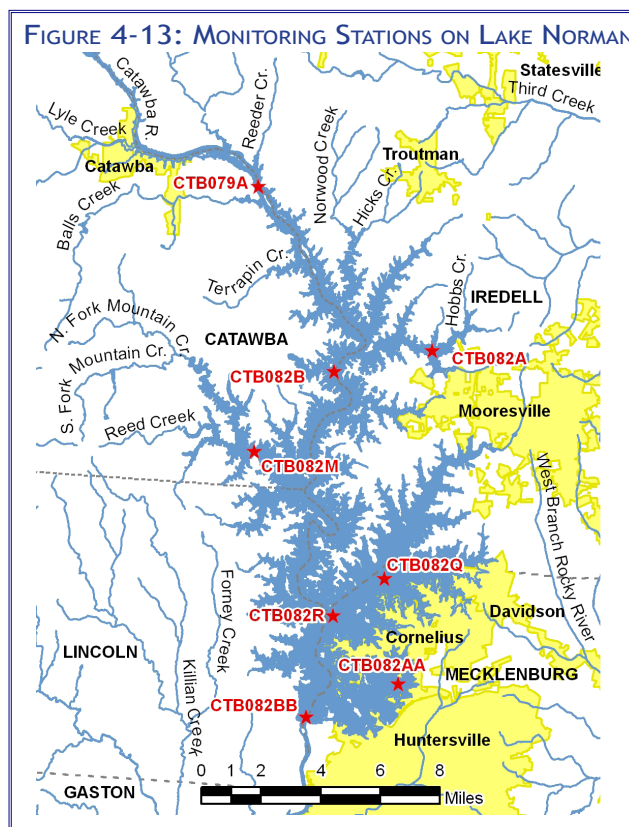 FIGURE 4-13: MONITORING STATIONS ON LAKE NORMAN
Statesville
Third Creek
Catawba R.
Reeder Cr.
Lyle Creek
Catawba
Norwood Creek
Troutman
Hicks Cr.
CTB079A
Balls Creek
Terrapin Cr.
Hobbs Cr.
IREDELL
N. Fork Mountain Cr.
CATAWBA
CTB082A
S. Fork Mountain Cr.
CTB082B
Mooresville
Reed Creek
CTB082M
West Branch Rocky River
CTB082Q
Forney Creek
CTB082R
Davidson
Cornelius
LINCOLN
Killian Creek
CTB082AA
MECKLENBURG
CTB082BB
Huntersville
0 1 2 4 6 8
Miles
GASTON